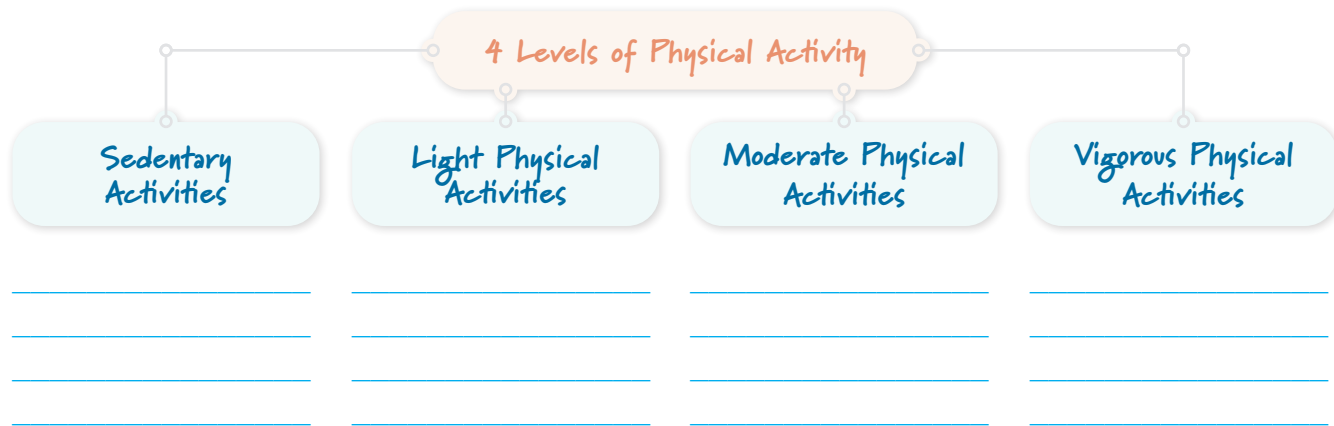 4 Levels of Physical Activity
Sedentary
Activities
Light Physical
Activities
Moderate Physical
Activities
Vigorous Physical
Activities